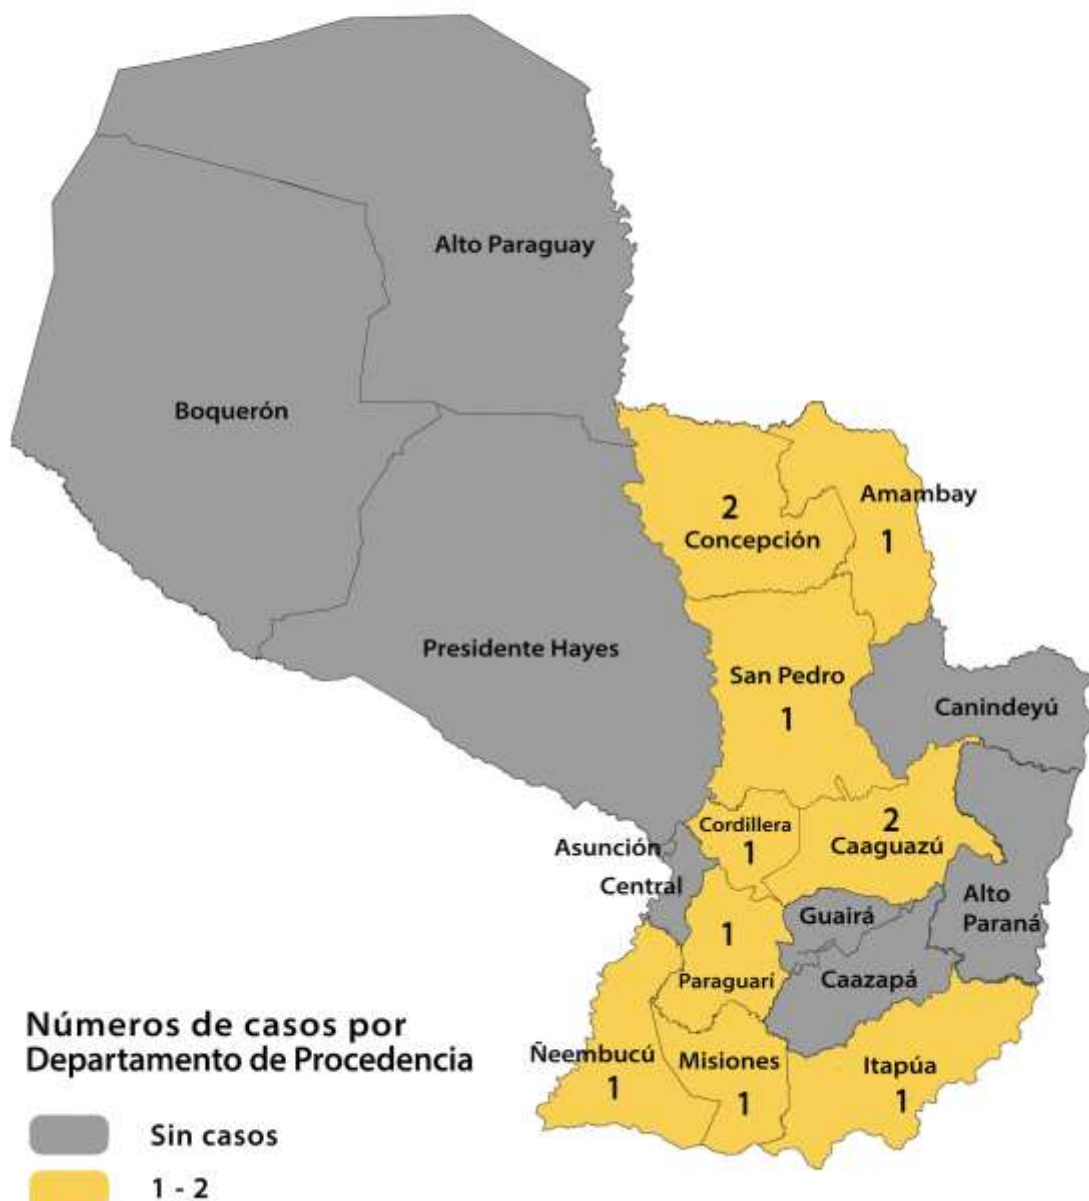 Alto Paraguay
Boquerón
Amambay
2
Concepción
1
Presidente Hayes
San Pedro
1
Canindeyú
Cordillera
2
Asunción
1
Caaguazú
Central
Guairá
Alto
Paraná
1
Paraguarí
Caazapá
Números de casos por
Departamento de Procedencia
Ñeembucú
1
Misiones
1
Itapúa
1
Sin casos
1 - 2